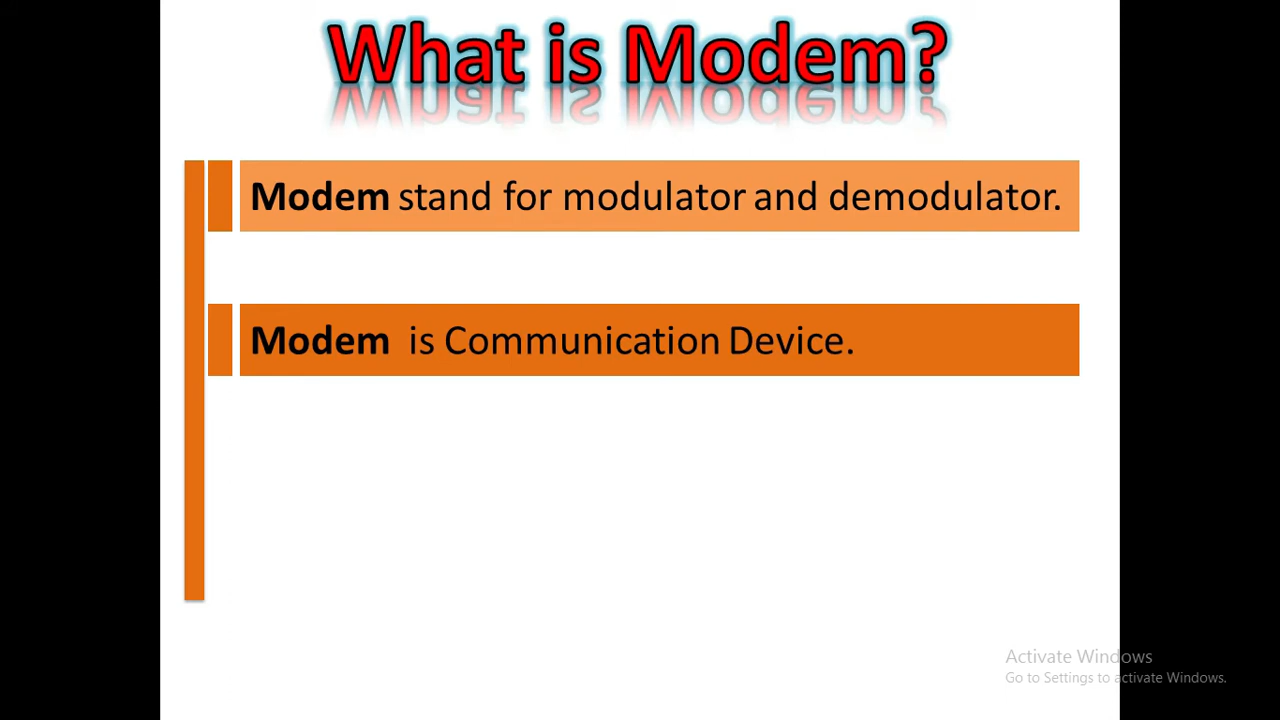 What is Modem?
Modem stand for modulator and demodulator.
Modem is Communication Device.
Activate Windows
Go to Settings to activate Windows.